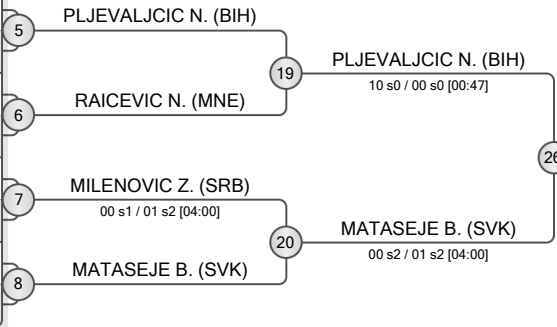 PLJEVALJCIC N. (BIH)
5
19
PLJEVALJCIC N. (BIH)
10 s0 / 00 s0 [00:47]
RAICEVIC N. (MNE)
6
26
MILENOVIC Z. (SRB)
7
00 s1 / 01 s2 [04:00]
20
MATASEJE B. (SVK)
00 s2 / 01 s2 [04:00]
MATASEJE B. (SVK)
8